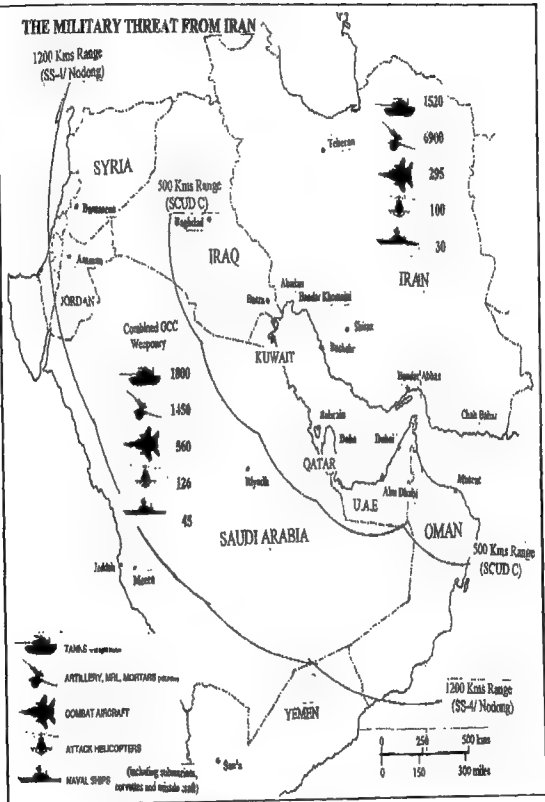 THE MILITARY THREAT FROM IRAN
1200 Kms Range
(SS-4/ Nodong)
Teheran
1520
6900
295
100
30
IRAN
SYRIA
Damascus
500 Kms Range
(SCUD C)
Baghdad
IRAQ
Amman
JORDAN
Abadan
Basra
Bandar Khomeini
KUWAIT
Shiraz
Bushehr
Combined GCC
Weaponry
1800
1450
560
126
45
Bandar Abbas
Chah Bahar
Bahrain
Doha
Dubai
QATAR
Riyadh
Abu Dhabi
Muscat
U.A.E
OMAN
SAUDI ARABIA
500 Kms Range
(SCUD C)
Jeddah
Mecca
TANKS
ARTILLERY, MRL, MORTARS
COMBAT AIRCRAFT
ATTACK HELICOPTERS
NAVAL SHIPS
(including submarines,
corvettes and missile craft)
YEMEN
San'a
1200 Kms Range
(SS-4/ Nodong)
0 250 500 kms
0 150 300 miles